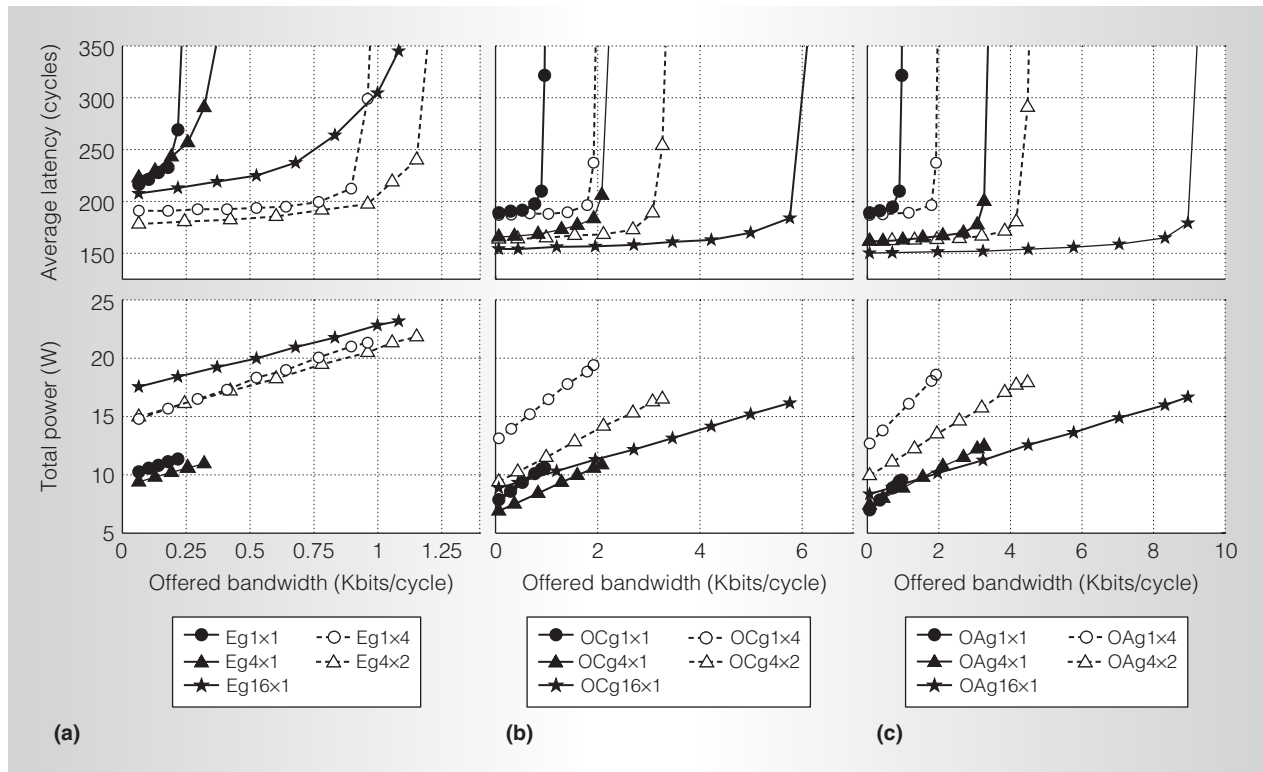 Average latency (cycles)
350
300
250
200
150
Total power (W)
25
20
15
10
5
0 0.25 0.5 0.75 1 1.25
0 2 4 6
0 2 4 6 8 10
Offered bandwidth (Kbits/cycle)
Offered bandwidth (Kbits/cycle)
Offered bandwidth (Kbits/cycle)
Eg1×1 Eg1×4
Eg4×1 Eg4×2
Eg16×1
OCg1×1 OCg1×4
OCg4×1 OCg4×2
OCg16×1
OAg1×1 OAg1×4
OAg4×1 OAg4×2
OAg16×1
(a)
(b)
(c)